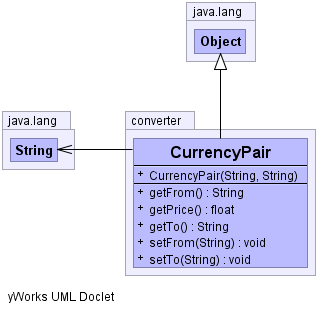 java.lang
Object
java.lang
String
converter
CurrencyPair
+ CurrencyPair(String, String)
+ getFrom() : String
+ getPrice() : float
+ getTo() : String
+ setFrom(String) : void
+ setTo(String) : void
yWorks UML Doclet